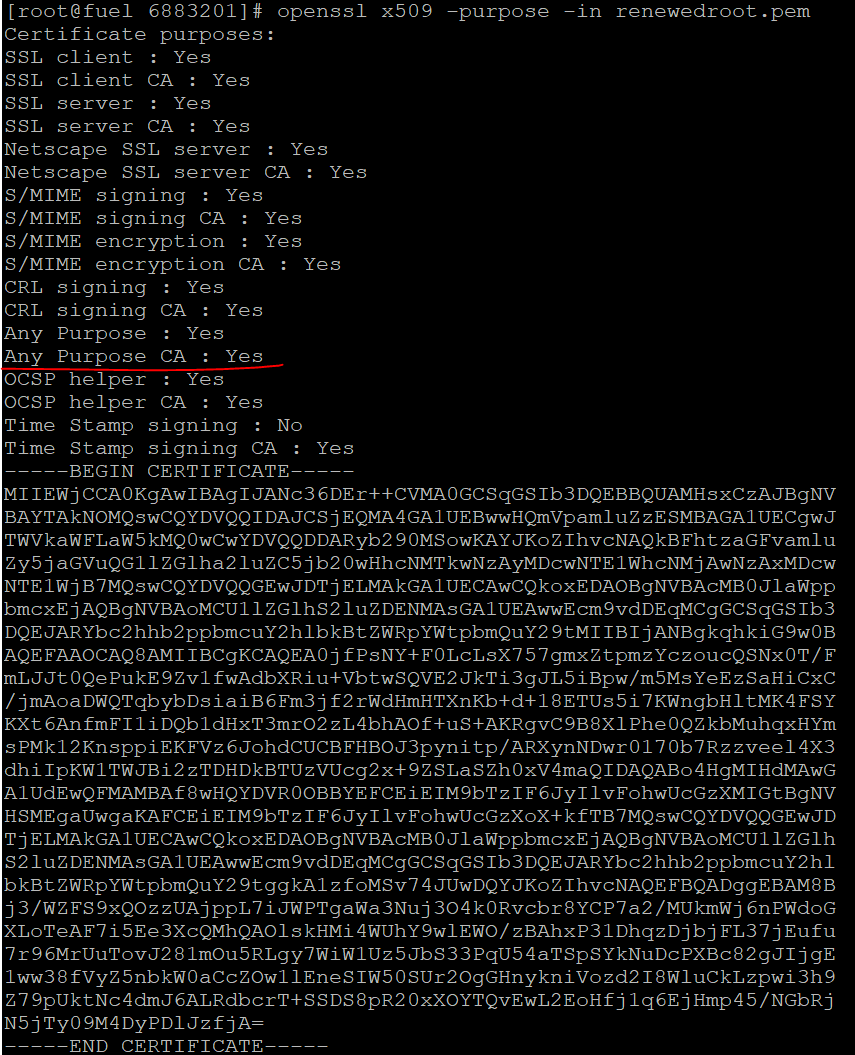 [root@fuel 6883201]# openssl x509 -purpose -in renewedroot.pem
Certificate purposes:
SSL client : Yes
SSL client CA : Yes
SSL server : Yes
SSL server CA : Yes
Netscape SSL server : Yes
Netscape SSL server CA : Yes
S/MIME signing : Yes
S/MIME signing CA : Yes
S/MIME encryption : Yes
S/MIME encryption CA : Yes
CRL signing : Yes
CRL signing CA : Yes
Any Purpose : Yes
Any Purpose CA : Yes
OCSP helper : Yes
OCSP helper CA : Yes
Time Stamp signing : No
Time Stamp signing CA : Yes
-----BEGIN CERTIFICATE-----
MIIEWjCCA0KgAwIBAgIJANc36DEr++CVMA0GCSqGSIb3DQEBBQUAMHsxCzAJBgNV
BAYTAkNOMQswCQYDVQQIDAJCSjEQMA4GA1UEBwwHQmVpamluZzESMBAGA1UECgwJ
TWVkaWFLaW5kMQ0wCwYDVQQDDARyb290MSowKAYJKoZIhvcNAQkBFhtzaGFvamlu
Zy5jaGVuQG1lZGlha2luZC5jb20wHhcNMTkwNzAyMDcwNTE1WhcNMjAwNzAxMDcw
NTE1WjB7MQswCQYDVQQGEwJDTjELMAkGA1UECAwCQkoxEDAOBgNVBAcMB0JlaWpp
bmcxEjAQBgNVBAoMCU1lZGlhS2luZDENMAsGA1UEAwwEcm9vdDEqMCgGCSqGSIb3
DQEJARYbc2hhb2ppbmcuY2hlbkBtZWRpYWtpbmQuY29tMIIBIjANBgkqhkiG9w0B
AQEFAAOCAQ8AMIIBCgKCAQEA0jfPsNY+F0LcLsX757gmxZtpmzYczoucQSNx0T/F
mLJJt0QePukE9Zv1fwAdbXRiu+VbtwSQVE2JkTi3gJL5iBpw/m5MsYeEzSaHiCxC
/jmAoaDWQTqbybDsiaiB6Fm3jf2rWdHmHTXnKb+d+18ETUs5i7KWngbHltMK4FSY
KXt6AnfmFI1iDQb1dHxT3mrO2zL4bhAOf+uS+AKRgvC9B8XlPhe0QZkbMuhqxHYm
sPMk12KnsppiEKFVz6JohdCUCBFHBOJ3pynitp/ARXynNDwr0170b7Rzzveel4X3
dhiIpKW1TWJBi2zTDHDkBTUzVUcg2x+9ZSLaSZh0xV4maQIDAQABo4HgMIHdMAwG
A1UdEwQFMAMBAf8wHQYDVR0OBBYEFCEiEIM9bTzIF6JyIlvFohwUcGzXMIGtBgNV
HSMEgaUwgaKAFCEiEIM9bTzIF6JyIlvFohwUcGzXoX+kfTB7MQswCQYDVQQGEwJD
TjELMAkGA1UECAwCQkoxEDAOBgNVBAcMB0JlaWppbmcxEjAQBgNVBAoMCU1lZGlh
S2luZDENMAsGA1UEAwwEcm9vdDEqMCgGCSqGSIb3DQEJARYbc2hhb2ppbmcuY2hl
bkBtZWRpYWtpbmQuY29tggkA1zfoMSv74JUwDQYJKoZIhvcNAQEFBQADggEBAM8B
j3/WZFS9xQOzzUAjppL7iJWPTgaWa3Nuj3O4k0Rvcbr8YCP7a2/MUkmWj6nPWdoG
XLoTeAF7i5Ee3XcQMhQAOlskHMi4WUhY9wlEWO/zBAhxP31DhqzDjbjFL37jEufu
7r96MrUuTovJ281mOu5RLgy7WiW1Uz5JbS33PqU54aTSpSYkNuDcPXBc82gJIjgE
1ww38fVyZ5nbkW0aCcZOw1lEneSIW50SUr2OgGHnykniVozd2I8WluCkLzpwi3h9
Z79pUktNc4dmJ6ALRdbcrT+SSDS8pR20xXOYTQvEwL2EoHfj1q6EjHmp45/NGbRj
N5jTy09M4DyPDlJzfjA=
-----END CERTIFICATE-----